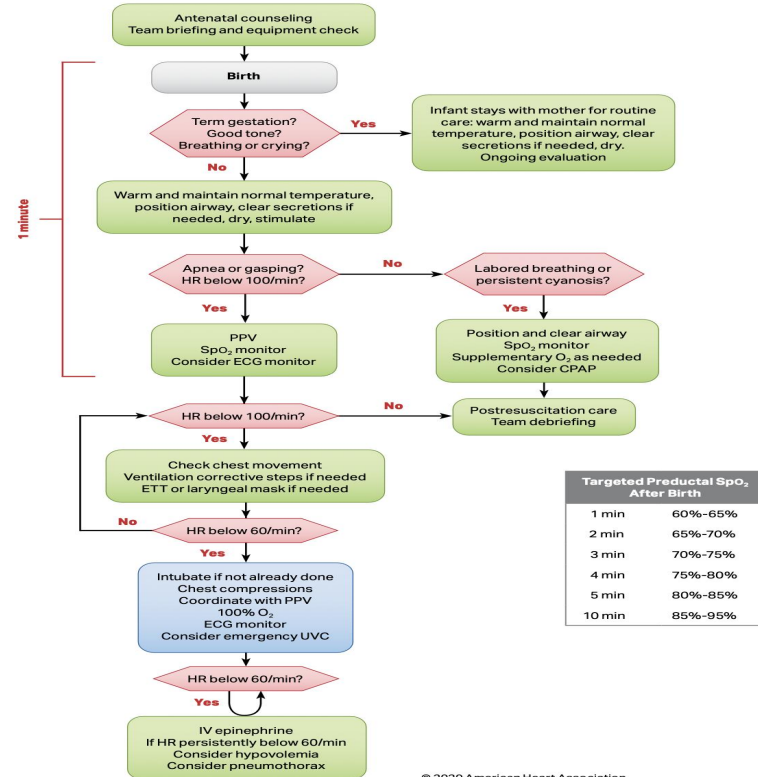 Antenatal counseling
Team briefing and equipment check
Birth
1 minute
Term gestation?
Good tone?
Breathing or crying?
Yes
Infant stays with mother for routine
care: warm and maintain normal
temperature, position airway, clear
secretions if needed, dry.
Ongoing evaluation
No
Warm and maintain normal temperature,
position airway, clear secretions if
needed, dry, stimulate
Apnea or gasping?
HR below 100/min?
No
Labored breathing or
persistent cyanosis?
Yes
Yes
PPV
SpO₂ monitor
Consider ECG monitor
Position and clear airway
SpO₂ monitor
Supplementary O₂ as needed
Consider CPAP
HR below 100/min?
No
Postresuscitation care
Team debriefing
Yes
Check chest movement
Ventilation corrective steps if needed
ETT or laryngeal mask if needed
No
HR below 60/min?
Yes
Intubate if not already done
Chest compressions
Coordinate with PPV
100% O₂
ECG monitor
Consider emergency UVC
HR below 60/min?
Yes
IV epinephrine
If HR persistently below 60/min
Consider hypovolemia
Consider pneumothorax
Targeted Preductal SpO₂
After Birth
1 min 60%-65%
2 min 65%-70%
3 min 70%-75%
4 min 75%-80%
5 min 80%-85%
10 min 85%-95%
© 2020 American Heart Association